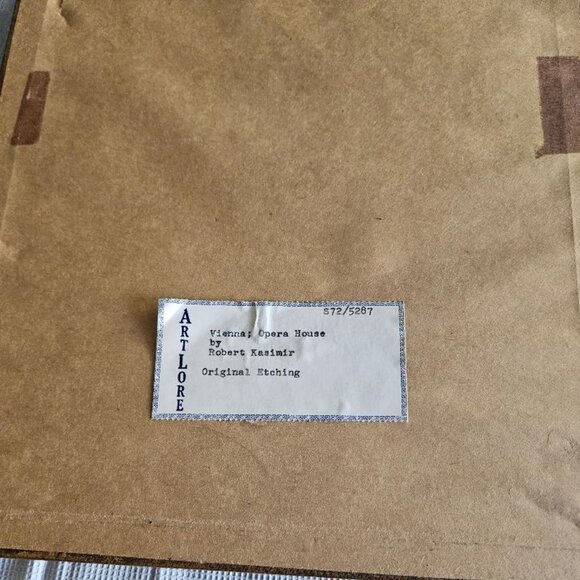 ARTLORE
S72/5287
Vienna; Opera House
by
Robert Kasimir
Original Etching